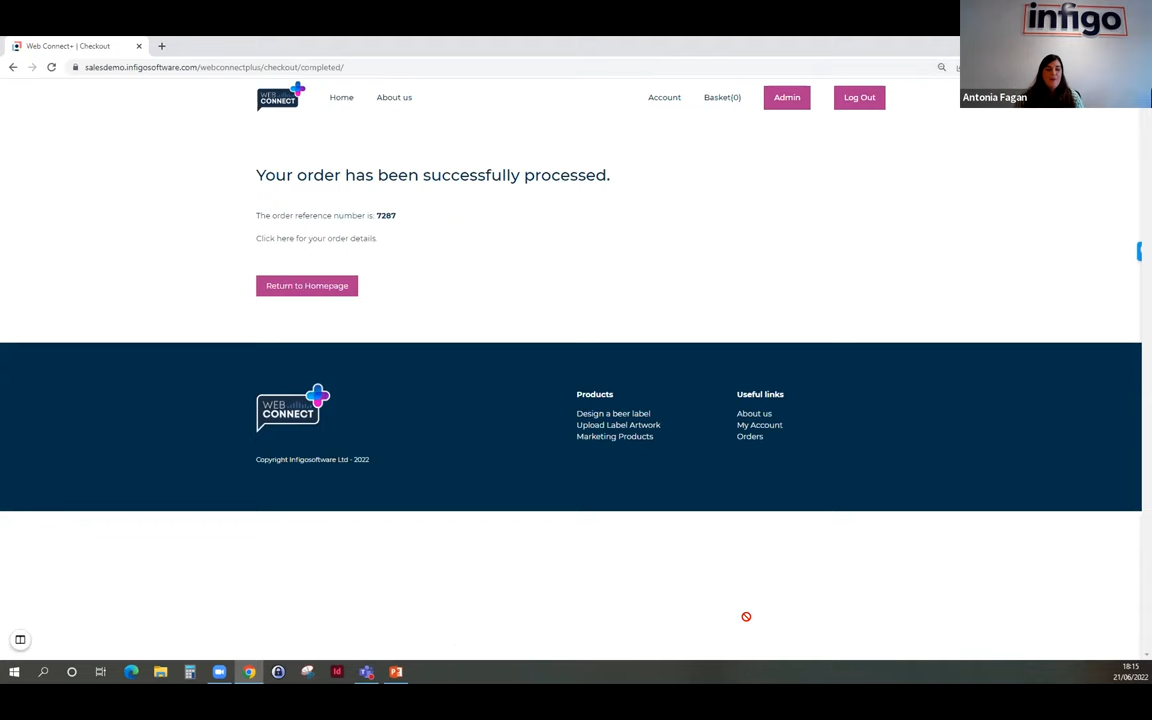 infigo
Antonia Fagan
Web Connect+ | Checkout
salesdemo.infigosoftware.com/webconnectplus/checkout/completed/
WEB
CONNECT
Home
About us
Account
Basket(0)
Admin
Log Out
Your order has been successfully processed.
The order reference number is: 7287
Click here for your order details.
Return to Homepage
WEB
CONNECT
Copyright Infigosoftware Ltd - 2022
Products
Design a beer label
Upload Label Artwork
Marketing Products
Useful links
About us
My Account
Orders
Id
18:15
21/06/2022